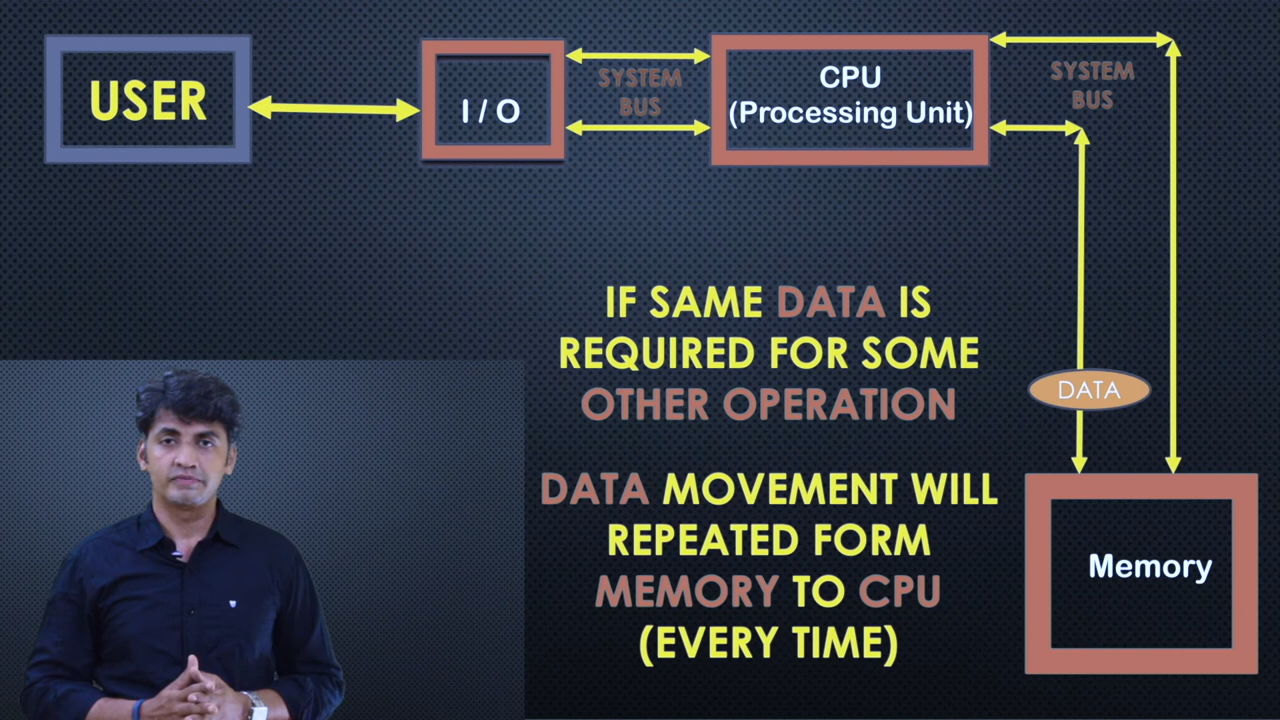 USER
I / O
SYSTEM
BUS
CPU
(Processing Unit)
SYSTEM
BUS
IF SAME DATA IS
REQUIRED FOR SOME
OTHER OPERATION
DATA
DATA MOVEMENT WILL
REPEATED FORM
MEMORY TO CPU
(EVERY TIME)
Memory